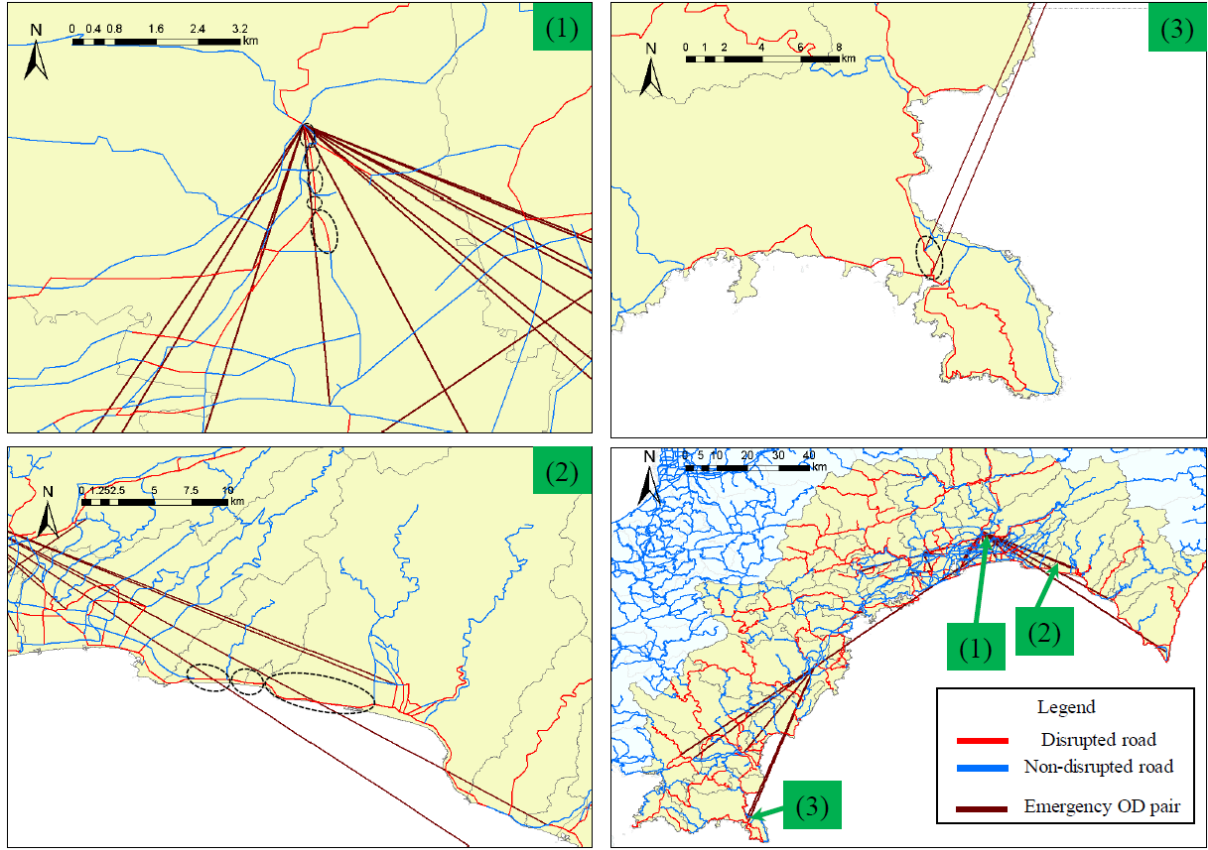 0 0.4 0.8 1.6 2.4 3.2
km
N
(1)
0 1 2 4 6 8
km
N
(3)
0 1.252.5 5 7.5 10
km
N
(2)
0 5 10 20 30 40
km
N
(1)
(2)
(3)
Legend
Disrupted road
Non-disrupted road
Emergency OD pair